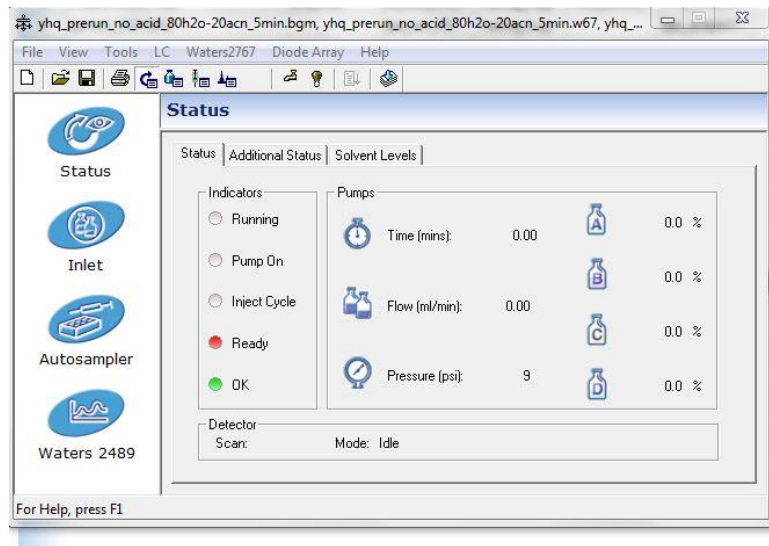 yhq_prerun_no_acid_80h2o-20acn_5min.bgm, yhq_prerun_no_acid_80h2o-20acn_5min.w67, yhq_...
File View Tools LC Waters2767 Diode Array Help
Status
Status
Inlet
Autosampler
Waters 2489
Status Additional Status Solvent Levels
Indicators
Running
Pump On
Inject Cycle
Ready
OK
Pumps
Time (mins): 0.00
Flow (ml/min): 0.00
Pressure (psi): 9
A 0.0 %
B 0.0 %
C 0.0 %
D 0.0 %
Detector
Scan: Mode: Idle
For Help, press F1